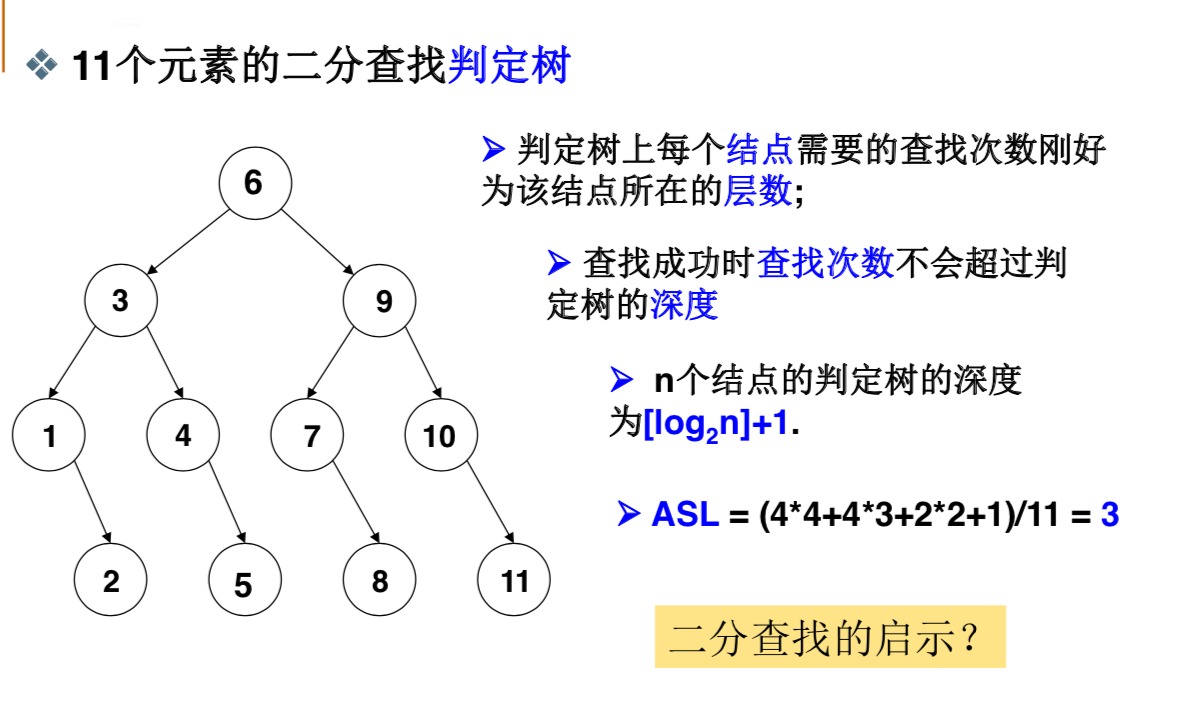 ❖ 11个元素的二分查找判定树
➢ 判定树上每个结点需要的查找次数刚好
为该结点所在的层数;
➢ 查找成功时查找次数不会超过判
定树的深度
➢ n个结点的判定树的深度
为[log₂n]+1.
➢ ASL = (4*4+4*3+2*2+1)/11 = 3
二分查找的启示？
6
3 9
1 4 7 10
2 5 8 11